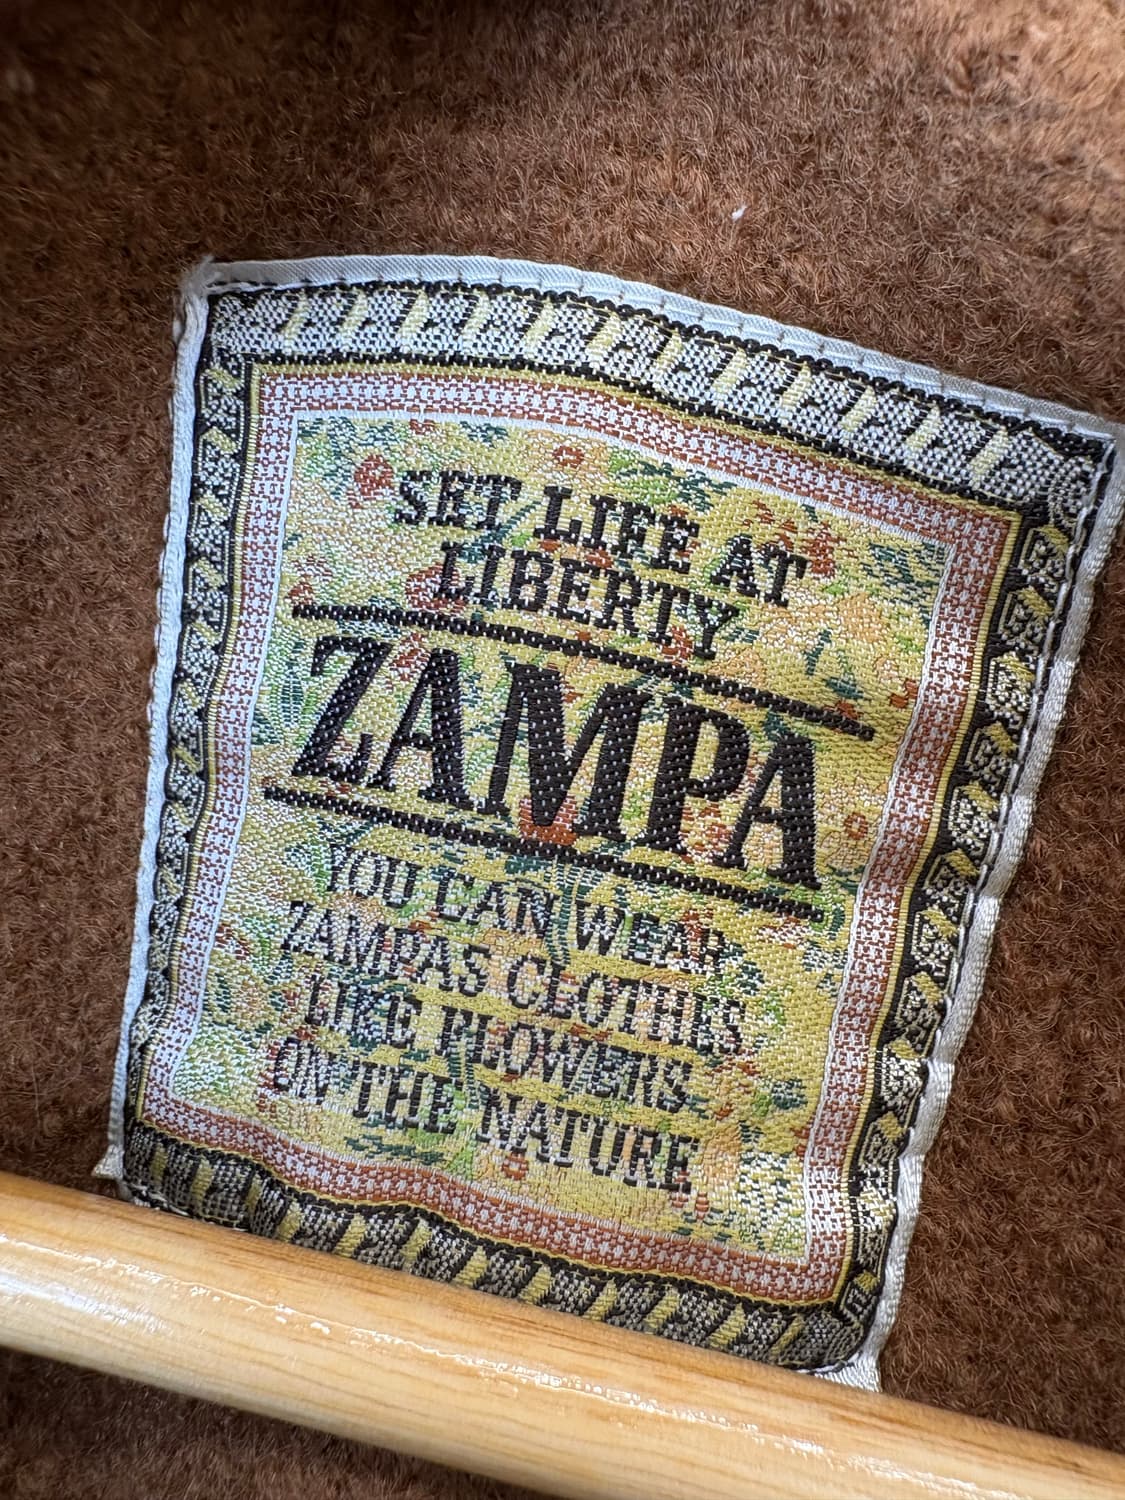 SET LIFE AT
LIBERTY
ZAMPA
YOU CAN WEAR
ZAMPAS CLOTHES
LIKE FLOWERS
ON THE NATURE